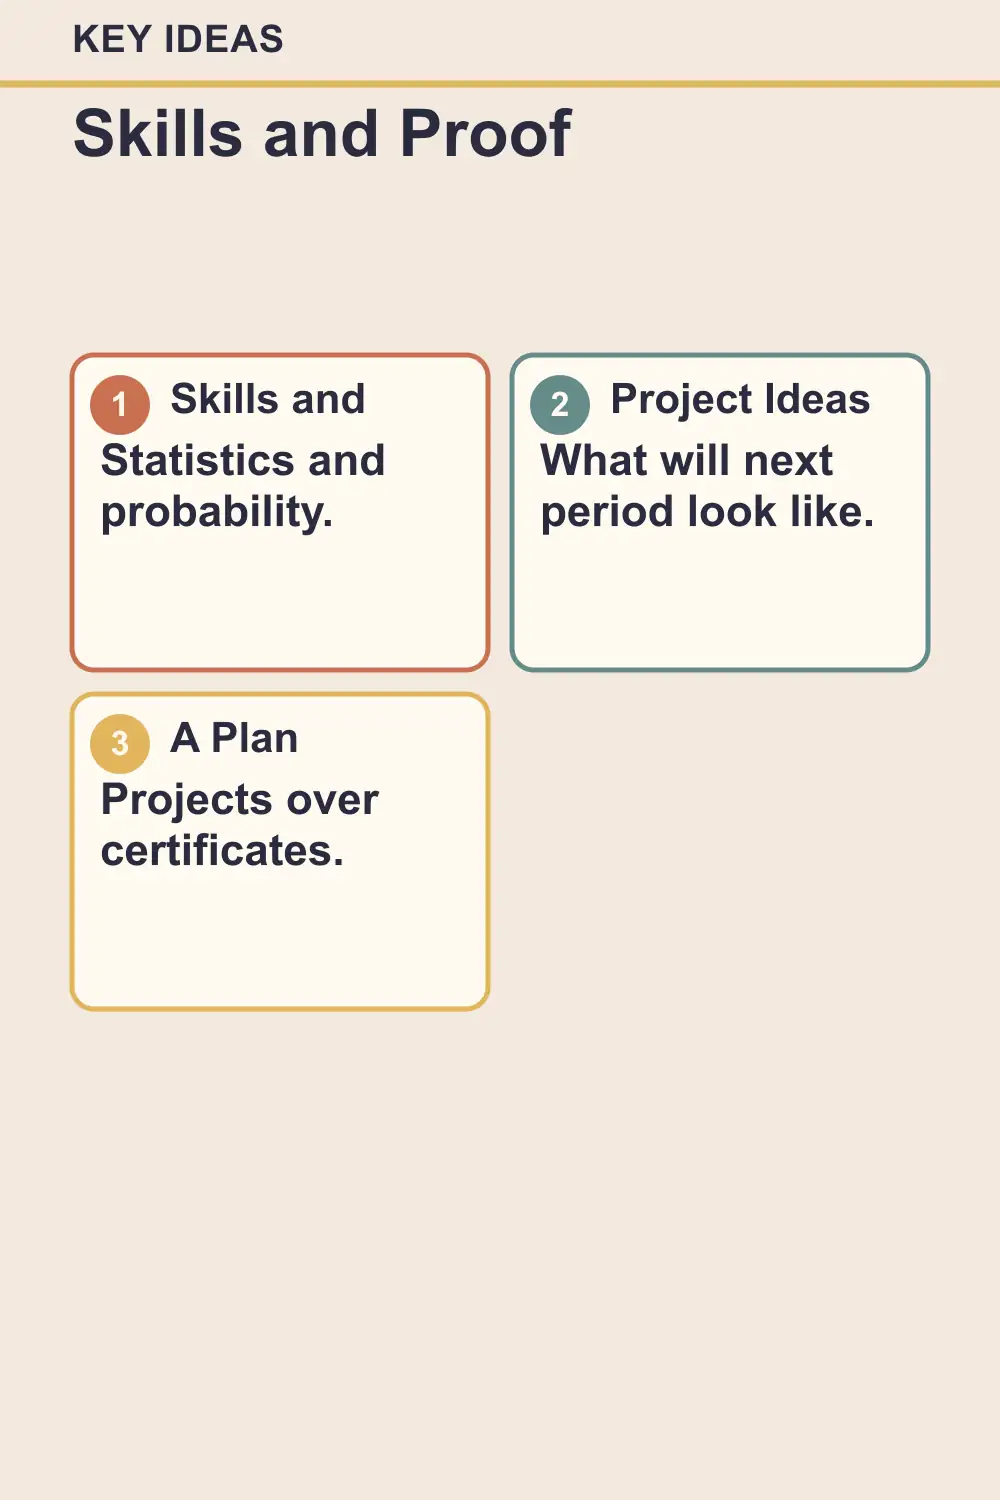 KEY IDEAS
Skills and Proof
1 Skills and
Statistics and
probability.
2 Project Ideas
What will next
period look like.
3 A Plan
Projects over
certificates.